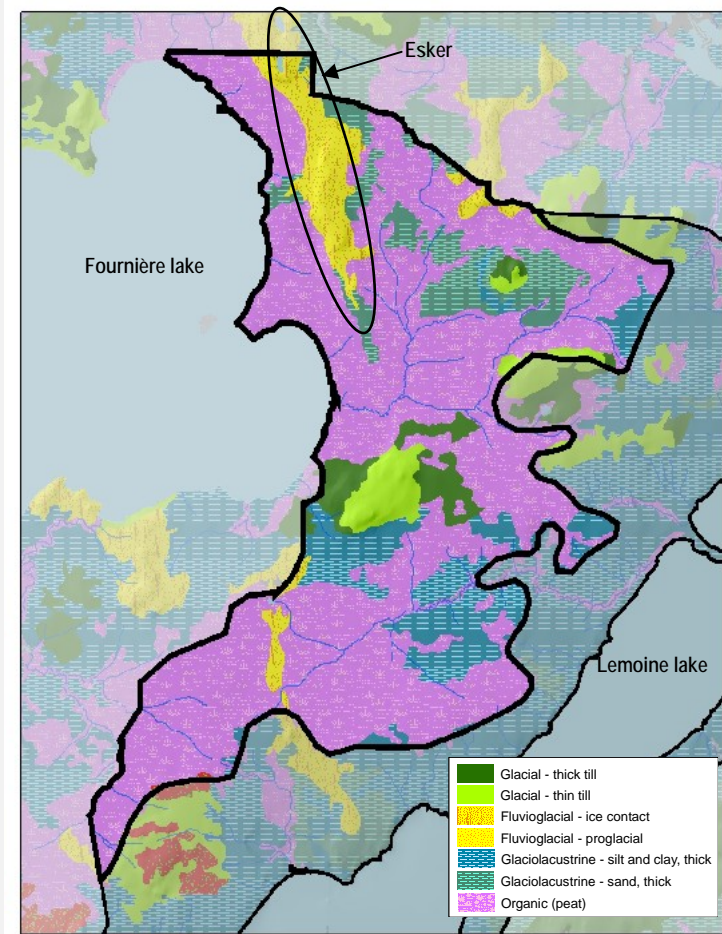 Esker
Fournière lake
Lemoine lake
Glacial - thick till
Glacial - thin till
Fluvioglacial - ice contact
Fluvioglacial - proglacial
Glaciolacustrine - silt and clay, thick
Glaciolacustrine - sand, thick
Organic (peat)